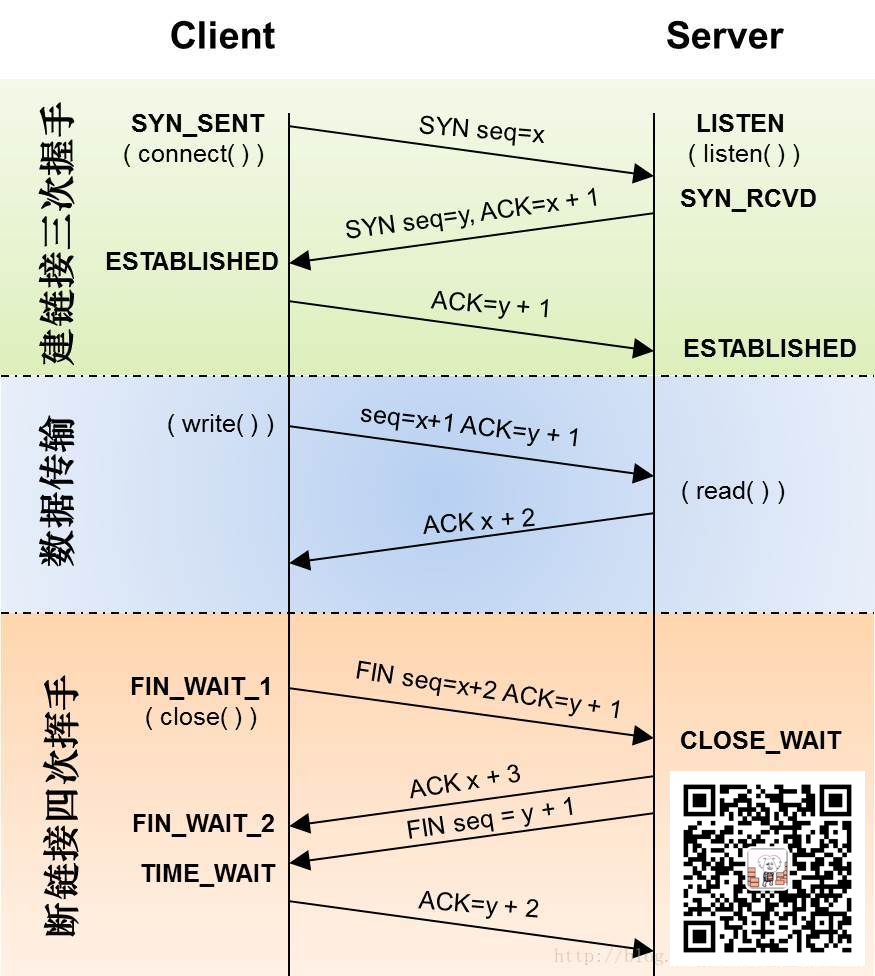 Client
Server
建链接三次握手
SYN_SENT
( connect( ) )
SYN seq=x
LISTEN
( listen( ) )
SYN_RCVD
SYN seq=y, ACK=x + 1
ESTABLISHED
ACK=y + 1
ESTABLISHED
数据传输
( write( ) )
seq=x+1 ACK=y + 1
( read( ) )
ACK x + 2
断链接四次挥手
FIN_WAIT_1
( close( ) )
FIN seq=x+2 ACK=y + 1
CLOSE_WAIT
ACK x + 3
FIN_WAIT_2
FIN seq = y + 1
TIME_WAIT
ACK=y + 2
http://blog.